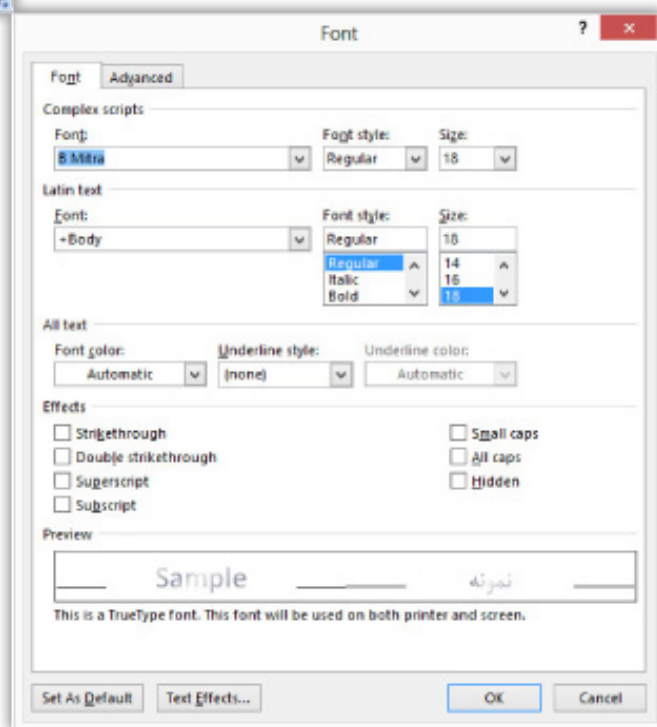 Font ?
Font Advanced
Complex scripts
Font: Font style: Size:
B Mitra Regular 18
Latin text
Font: Font style: Size:
+Body Regular 18
Regular 14
Italic 16
Bold 18
All text
Font color: Underline style: Underline color:
Automatic (none) Automatic
Effects
Strikethrough Small caps
Double strikethrough All caps
Superscript Hidden
Subscript
Preview
Sample نمونه
This is a TrueType font. This font will be used on both printer and screen.
Set As Default Text Effects... OK Cancel